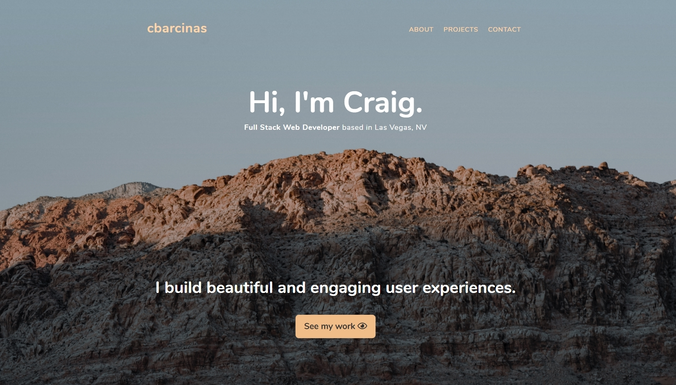 cbarcinas
ABOUT PROJECTS CONTACT
Hi, I'm Craig.
Full Stack Web Developer based in Las Vegas, NV
I build beautiful and engaging user experiences.
See my work